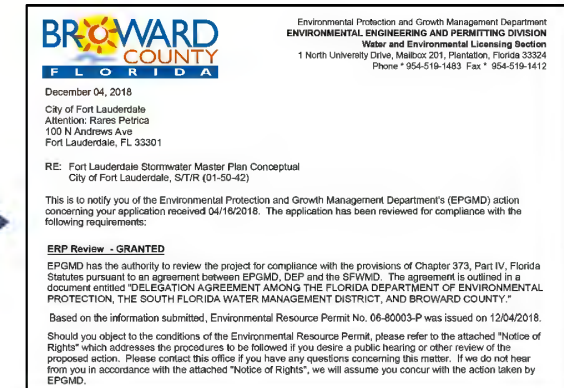 BROWARD
COUNTY
FLORIDA
Environmental Protection and Growth Management Department
ENVIRONMENTAL ENGINEERING AND PERMITTING DIVISION
Water and Environmental Licensing Section
1 North University Drive, Mailbox 201, Plantation, Florida 33324
Phone * 954-519-1483 Fax * 954-519-1412
December 04, 2018
City of Fort Lauderdale
Attention: Rares Petrica
100 N Andrews Ave
Fort Lauderdale, FL 33301
RE: Fort Lauderdale Stormwater Master Plan Conceptual
City of Fort Lauderdale, S/T/R (01-50-42)
This is to notify you of the Environmental Protection and Growth Management Department's (EPGMD) action
concerning your application received 04/16/2018. The application has been reviewed for compliance with the
following requirements:
ERP Review - GRANTED
EPGMD has the authority to review the project for compliance with the provisions of Chapter 373, Part IV, Florida
Statutes pursuant to an agreement between EPGMD, DEP and the SFWMD. The agreement is outlined in a
document entitled "DELEGATION AGREEMENT AMONG THE FLORIDA DEPARTMENT OF ENVIRONMENTAL
PROTECTION, THE SOUTH FLORIDA WATER MANAGEMENT DISTRICT, AND BROWARD COUNTY."
Based on the information submitted, Environmental Resource Permit No. 06-80003-P was issued on 12/04/2018.
Should you object to the conditions of the Environmental Resource Permit, please refer to the attached "Notice of
Rights" which addresses the procedures to be followed if you desire a public hearing or other review of the
proposed action. Please contact this office if you have any questions concerning this matter. If we do not hear
from you in accordance with the attached "Notice of Rights", we will assume you concur with the action taken by
EPGMD.